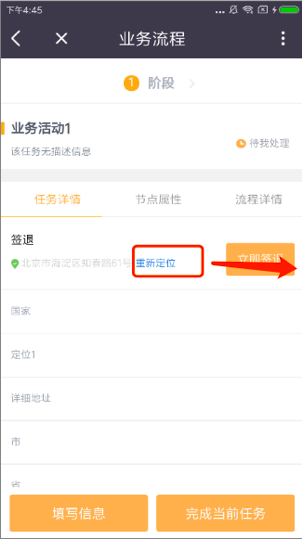 下午4:45
业务流程
1 阶段
业务活动1
待我处理
该任务无描述信息
任务详情 节点属性 流程详情
签退
北京市海淀区知春路61号 重新定位
立即签退
国家
定位1
详细地址
市
省
填写信息 完成当前任务